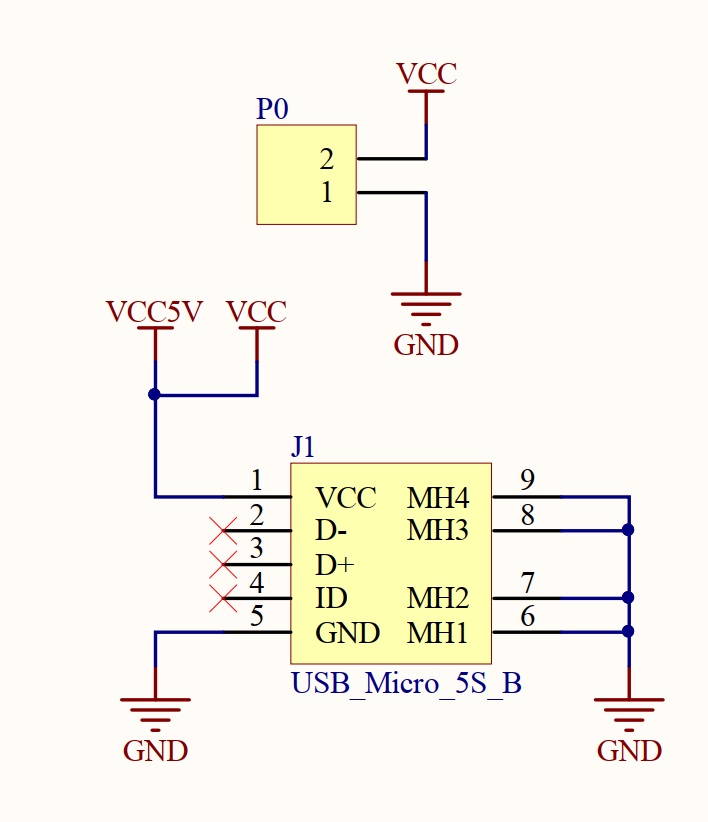 VCC
P0
2
1
GND
VCC5V VCC
J1
1 VCC MH4 9
2 D- MH3 8
3 D+
4 ID MH2 7
5 GND MH1 6
USB_Micro_5S_B
GND GND